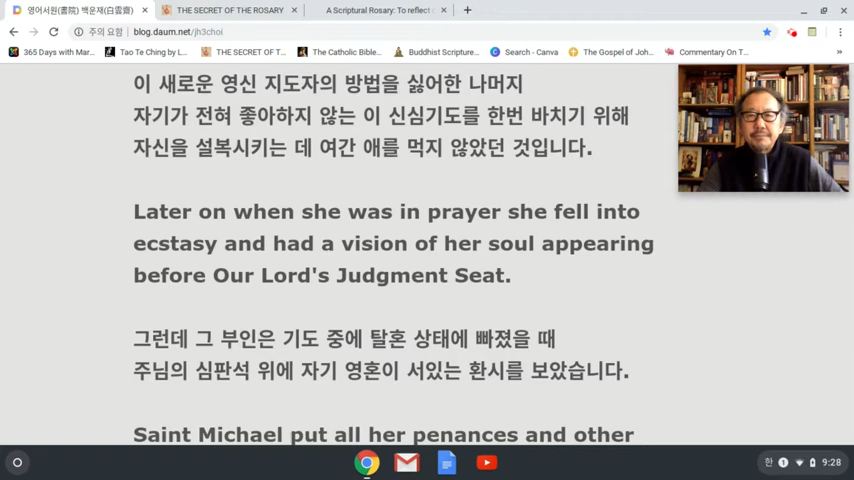 영어서원(書院) 백운재(白雲齋)
THE SECRET OF THE ROSARY
A Scriptural Rosary: To reflect
주의 요함
blog.daum.net/jh3choi
365 Days with Mar...
Tao Te Ching by L...
THE SECRET OF T...
The Catholic Bible...
Buddhist Scripture...
Search - Canva
The Gospel of Joh...
Commentary On T...
이 새로운 영신 지도자의 방법을 싫어한 나머지
자기가 전혀 좋아하지 않는 이 신심기도를 한번 바치기 위해
자신을 설복시키는 데 여간 애를 먹지 않았던 것입니다.
Later on when she was in prayer she fell into
ecstasy and had a vision of her soul appearing
before Our Lord's Judgment Seat.
그런데 그 부인은 기도 중에 탈혼 상태에 빠졌을 때
주님의 심판석 위에 자기 영혼이 서있는 환시를 보았습니다.
Saint Michael put all her penances and other
한
1
9:28